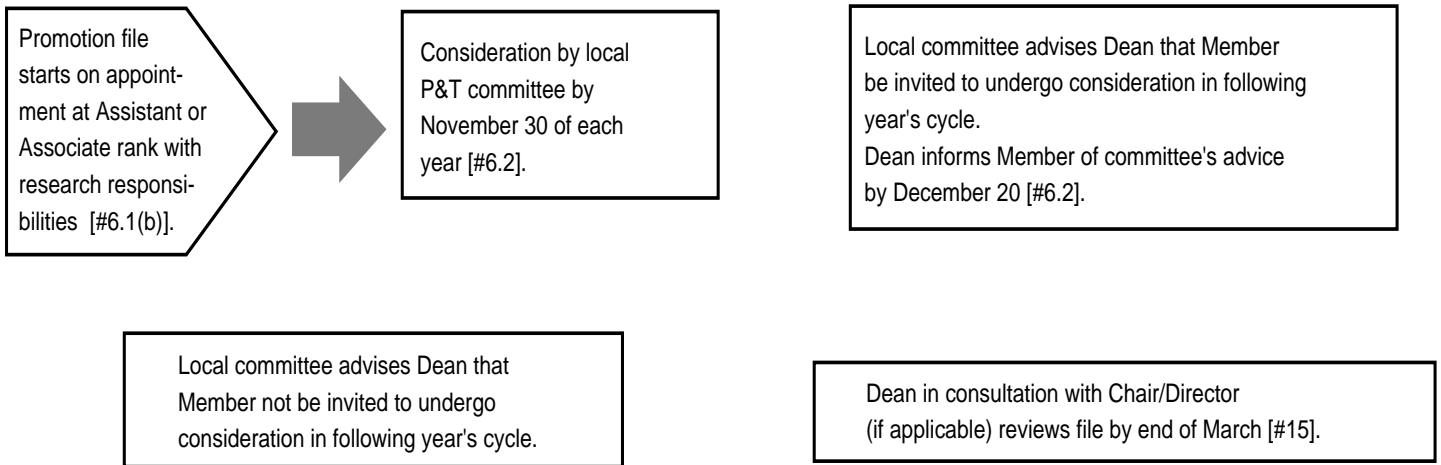 Promotion file
starts on appoint-
ment at Assistant or
Associate rank with
research responsi-
bilities [#6.1(b)].
Consideration by local
P&T committee by
November 30 of each
year [#6.2].
Local committee advises Dean that Member
be invited to undergo consideration in following
year's cycle.
Dean informs Member of committee's advice
by December 20 [#6.2].
Local committee advises Dean that
Member not be invited to undergo
consideration in following year's cycle.
Dean in consultation with Chair/Director
(if applicable) reviews file by end of March [#15].